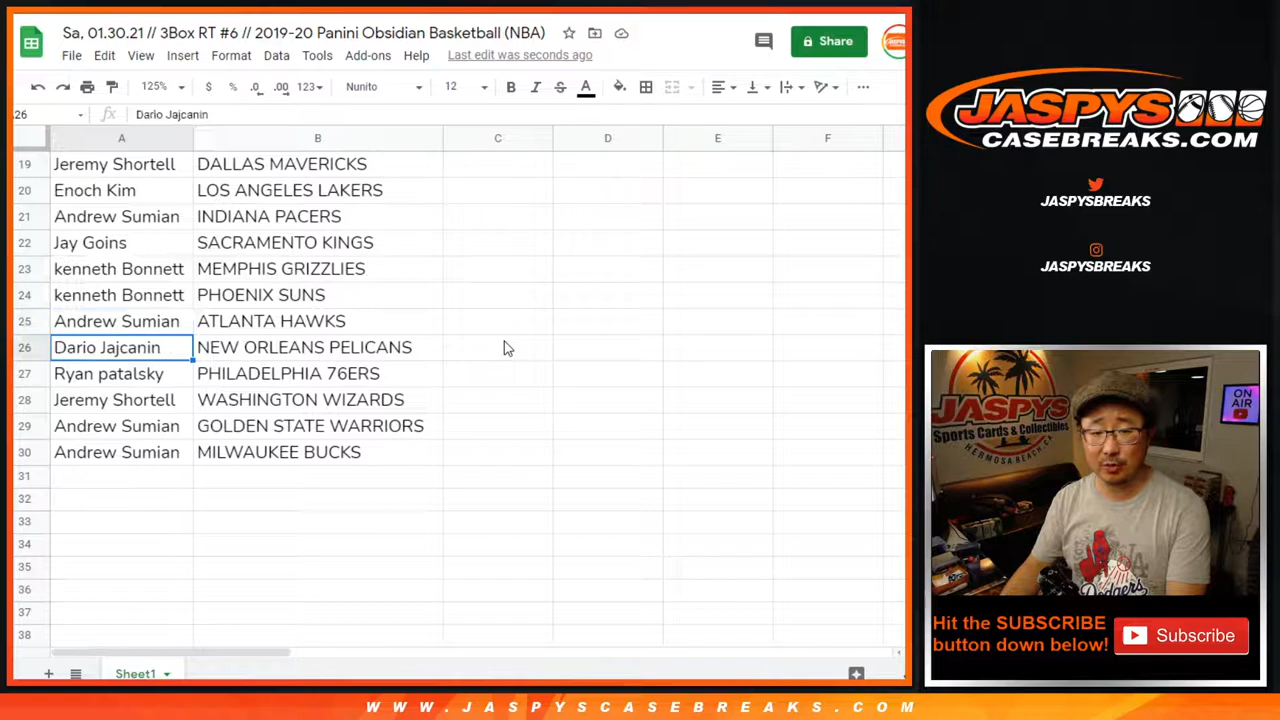 Sa, 01.30.21 // 3Box RT #6 // 2019-20 Panini Obsidian Basketball (NBA)
Share
File Edit View Insert Format Data Tools Add-ons Help Last edit was seconds ago
125% $ % .0 .00 123 Nunito 12 B I S A
26 fx Dario Jajcanin
A B C D E F
19 Jeremy Shortell DALLAS MAVERICKS
20 Enoch Kim LOS ANGELES LAKERS
21 Andrew Sumian INDIANA PACERS
22 Jay Goins SACRAMENTO KINGS
23 kenneth Bonnett MEMPHIS GRIZZLIES
24 kenneth Bonnett PHOENIX SUNS
25 Andrew Sumian ATLANTA HAWKS
26 Dario Jajcanin NEW ORLEANS PELICANS
27 Ryan patalsky PHILADELPHIA 76ERS
28 Jeremy Shortell WASHINGTON WIZARDS
29 Andrew Sumian GOLDEN STATE WARRIORS
30 Andrew Sumian MILWAUKEE BUCKS
31
32
33
34
35
36
37
38
Sheet1
JASPYS
CASEBREAKS.COM
JASPYSBREAKS
JASPYSBREAKS
JASPYS
Sports Cards & Collectibles
HERMOSA BEACH, CA
ON AIR
Dodgers
Hit the SUBSCRIBE
button down below!
Subscribe
WWW.JASPYSCASEBREAKS.COM